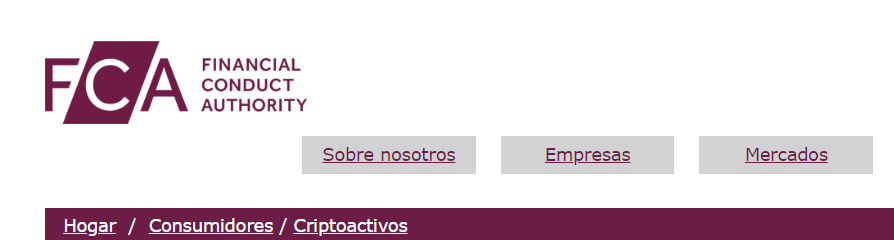 FCA FINANCIAL
CONDUCT
AUTHORITY
Sobre nosotros Empresas Mercados
Hogar / Consumidores / Criptoactivos